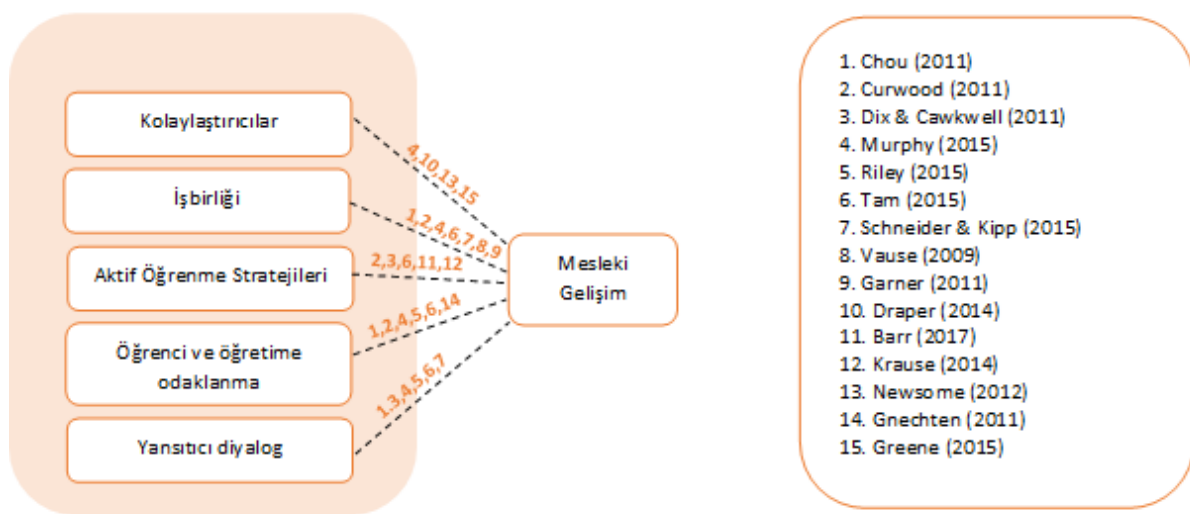 Kolaylaştırıcılar
İşbirliği
Aktif Öğrenme Stratejileri
Öğrenci ve öğretime
odaklanma
Yansıtıcı diyalog
4,10,13,15
1,2,4,6,7,8,9
2,3,6,11,12
1,2,4,5,6,14
1.3,4,5,6,7
Mesleki
Gelişim
1. Chou (2011)
2. Curwood (2011)
3. Dix & Cawkwell (2011)
4. Murphy (2015)
5. Riley (2015)
6. Tam (2015)
7. Schneider & Kipp (2015)
8. Vause (2009)
9. Garner (2011)
10. Draper (2014)
11. Barr (2017)
12. Krause (2014)
13. Newsome (2012)
14. Gnechten (2011)
15. Greene (2015)